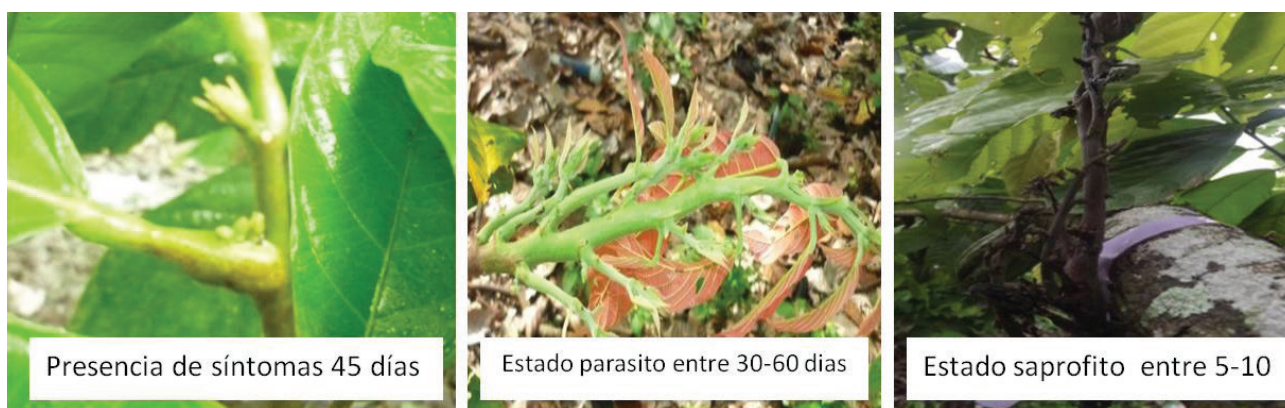 Presencia de síntomas 45 días
Estado parasito entre 30-60 dias
Estado saprofito entre 5-10